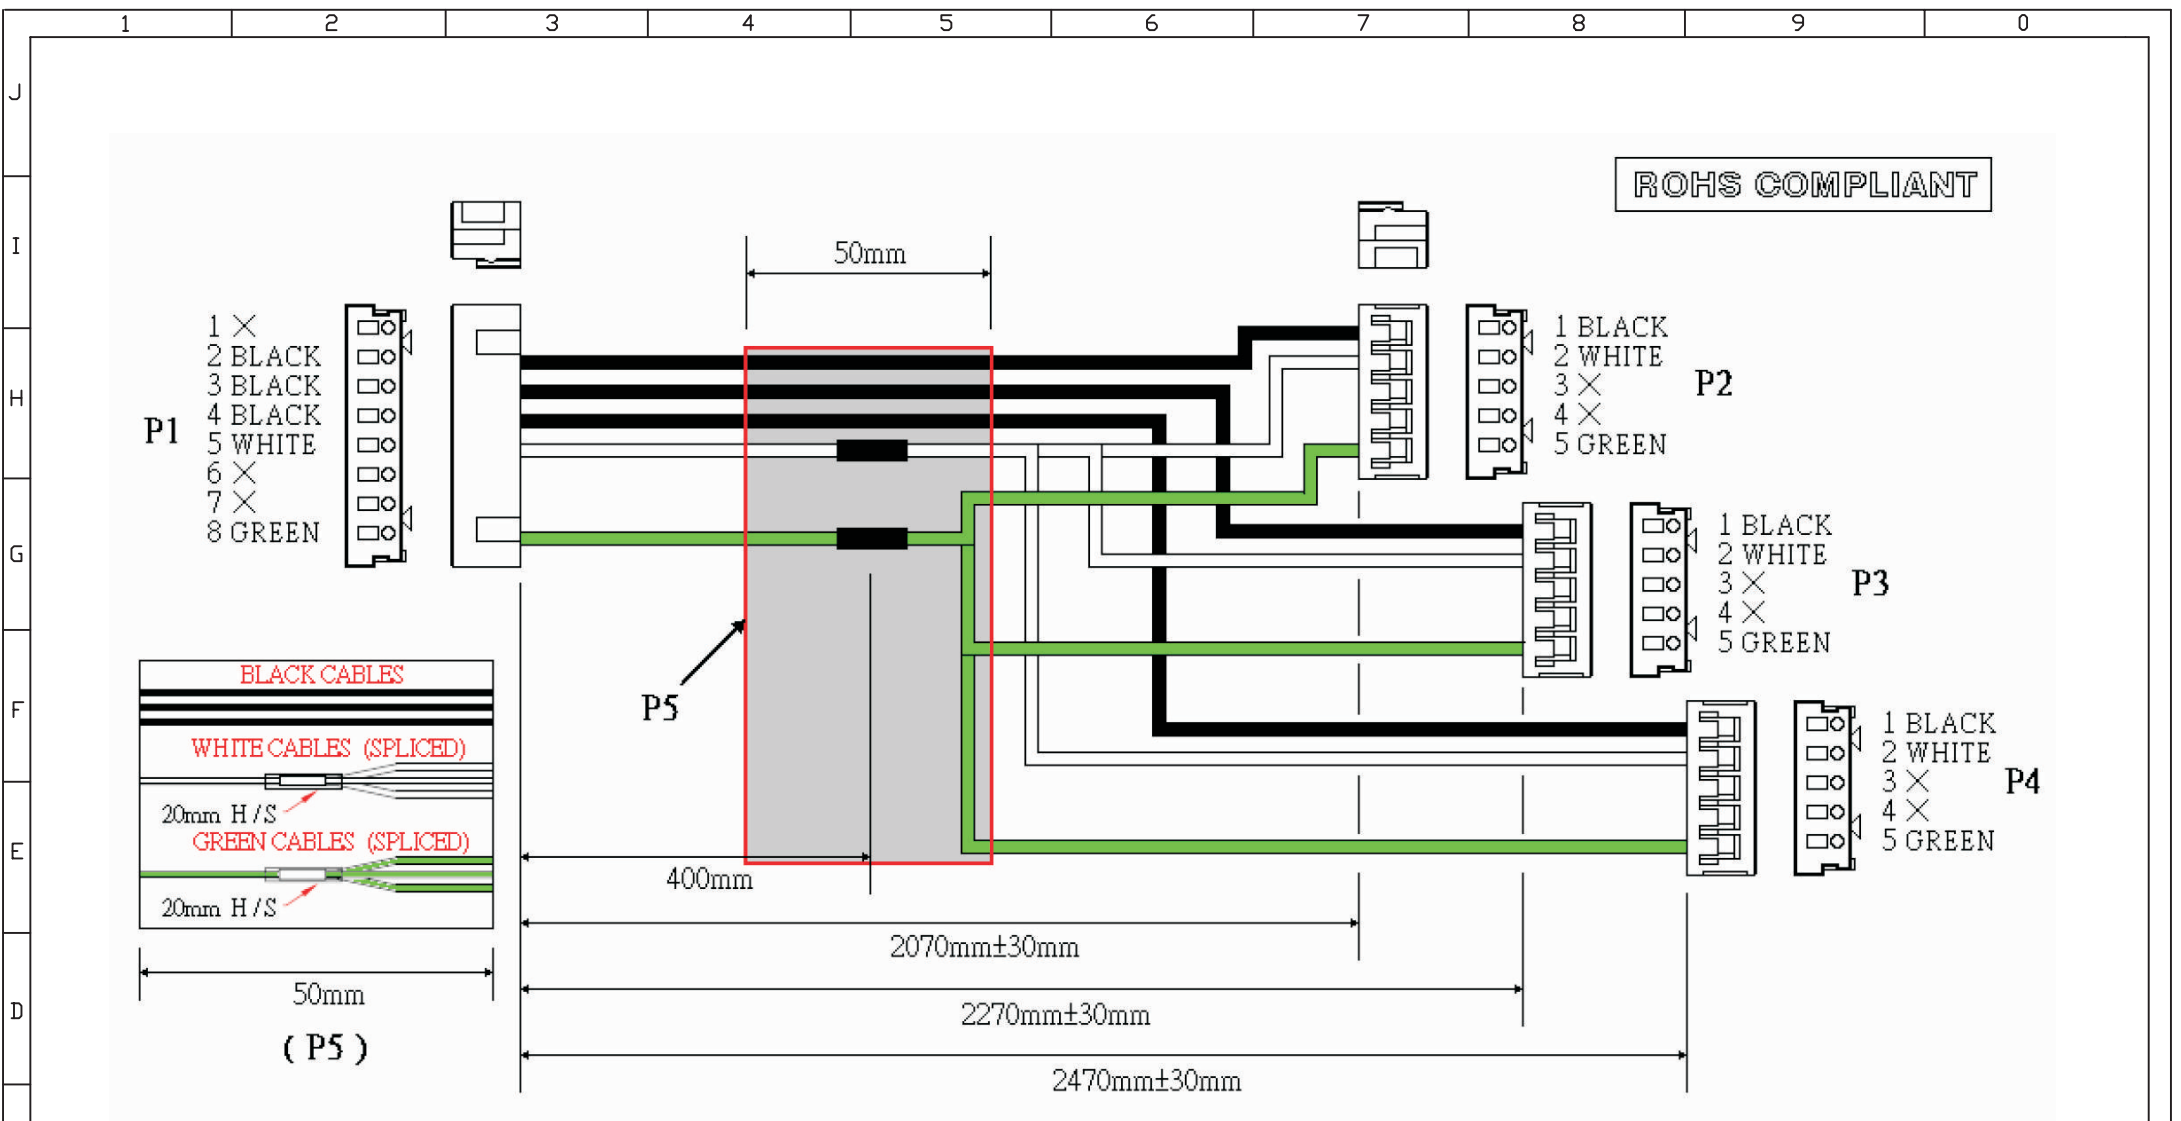 1 2 3 4 5 6 7 8 9 0
J
I
H
G
F
E
D
ROHS COMPLIANT
50mm
P1
1 X
2 BLACK
3 BLACK
4 BLACK
5 WHITE
6 X
7 X
8 GREEN
1 BLACK
2 WHITE
3 X
4 X
5 GREEN
P2
1 BLACK
2 WHITE
3 X
4 X
5 GREEN
P3
1 BLACK
2 WHITE
3 X
4 X
5 GREEN
P4
P5
BLACK CABLES
WHITE CABLES (SPLICED)
20mm H/S
GREEN CABLES (SPLICED)
20mm H/S
50mm
( P5 )
400mm
2070mm±30mm
2270mm±30mm
2470mm±30mm